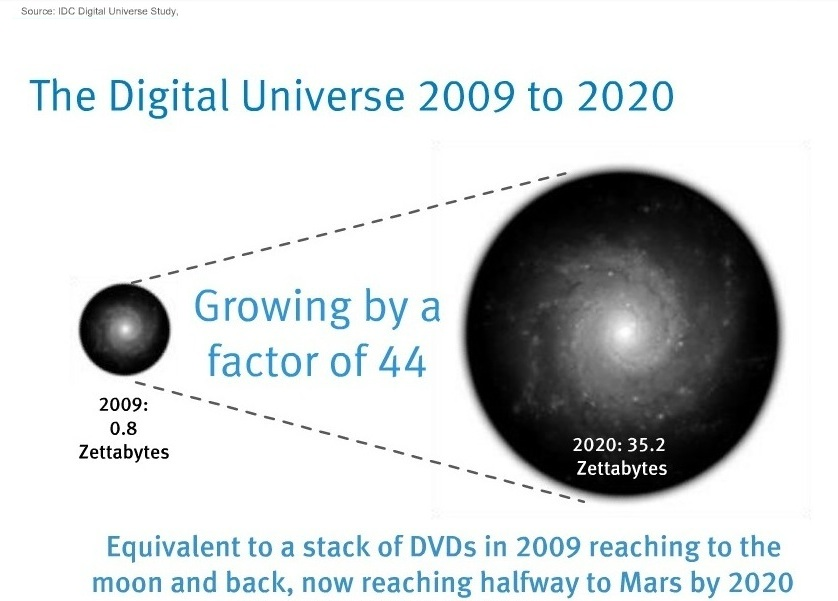 Source: IDC Digital Universe Study,
The Digital Universe 2009 to 2020
Growing by a
factor of 44
2009:
0.8
Zettabytes
2020: 35.2
Zettabytes
Equivalent to a stack of DVDs in 2009 reaching to the
moon and back, now reaching halfway to Mars by 2020